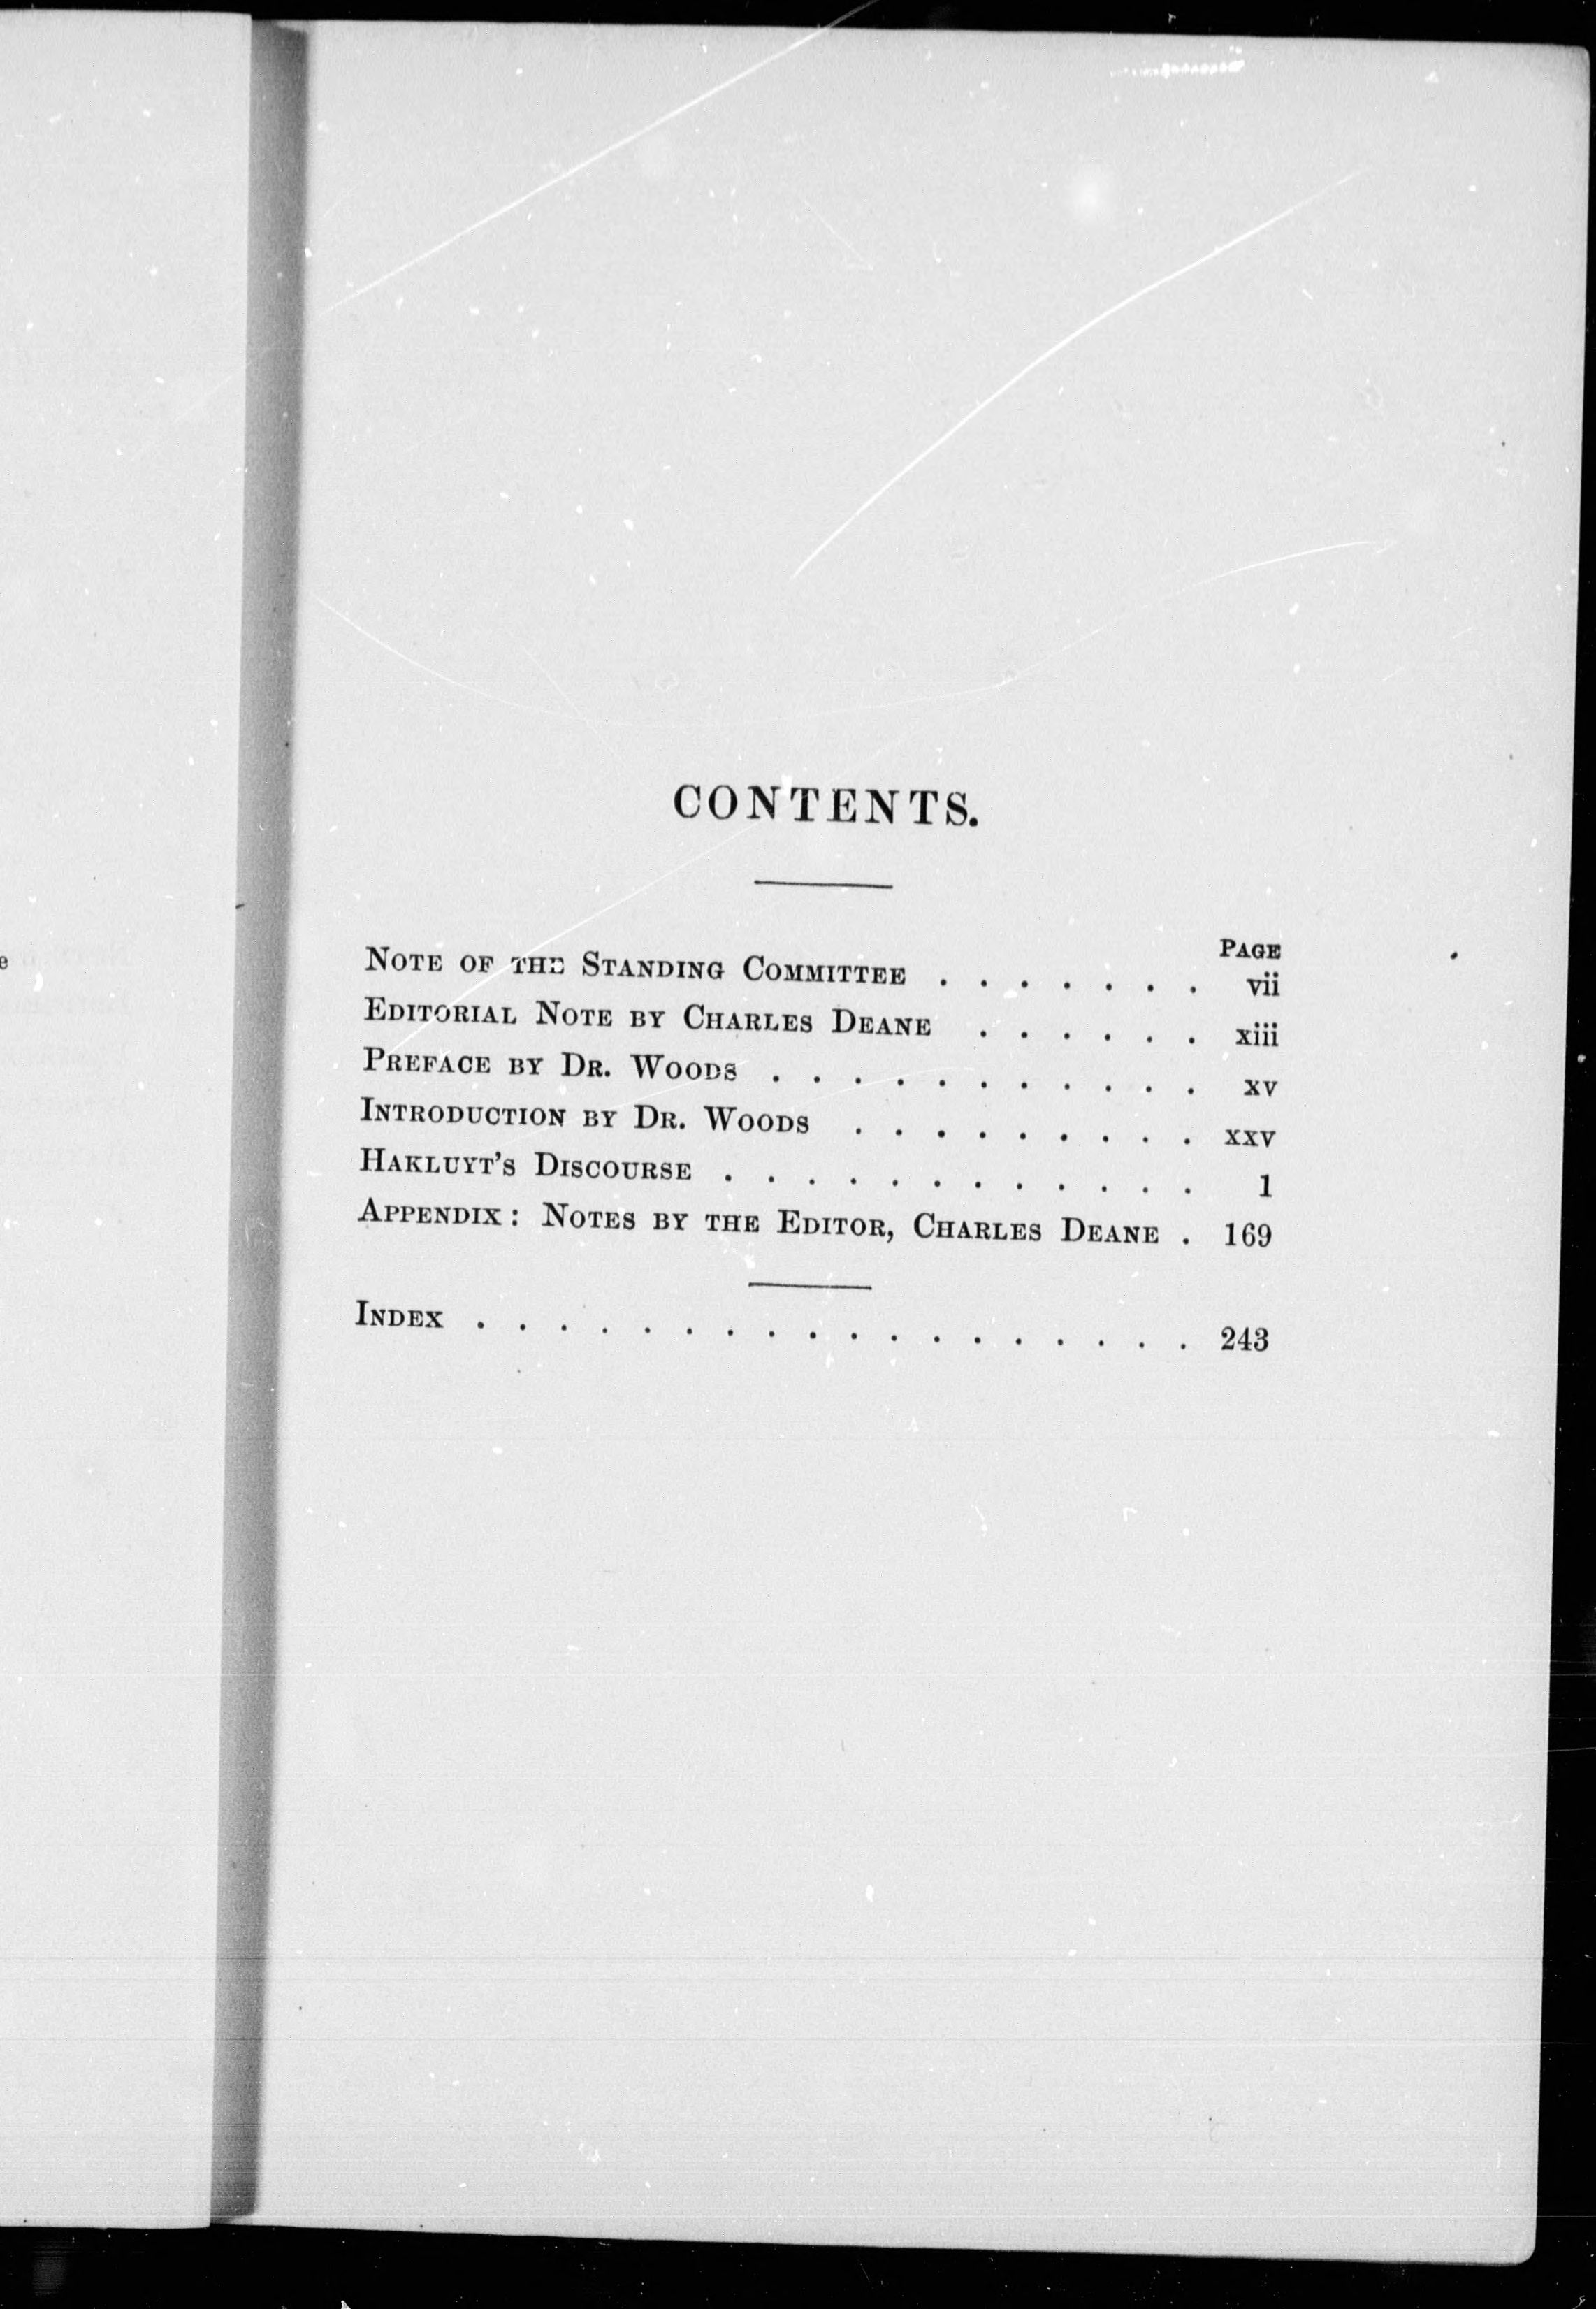 CONTENTS.
PAGE
NOTE OF THE STANDING COMMITTEE . . . . . . . vii
EDITORIAL NOTE BY CHARLES DEANE . . . . . . xiii
PREFACE BY DR. WOODS . . . . . . . . . . . xv
INTRODUCTION BY DR. WOODS . . . . . . . . . xxv
HAKLUYT'S DISCOURSE . . . . . . . . . . . . 1
APPENDIX: NOTES BY THE EDITOR, CHARLES DEANE . 169
INDEX . . . . . . . . . . . . . . . . . . 243